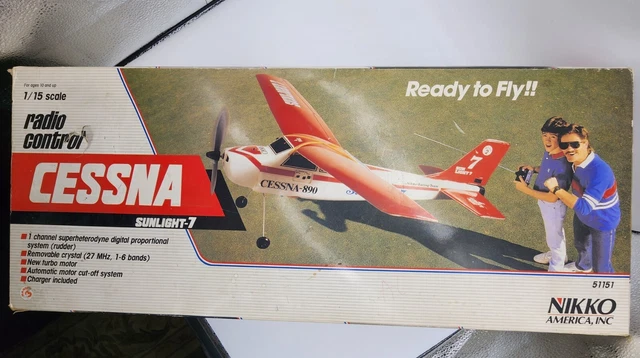 For ages 10 and up
1/15 scale
Ready to Fly!!
radio
control
CESSNA
SUNLIGHT-7
CESSNA-890
7
1 channel superheterodyne digital proportional
system (rudder)
Removable crystal (27 MHz, 1-6 bands)
New turbo motor
Automatic motor cut-off system
Charger included
51151
NIKKO
AMERICA, INC